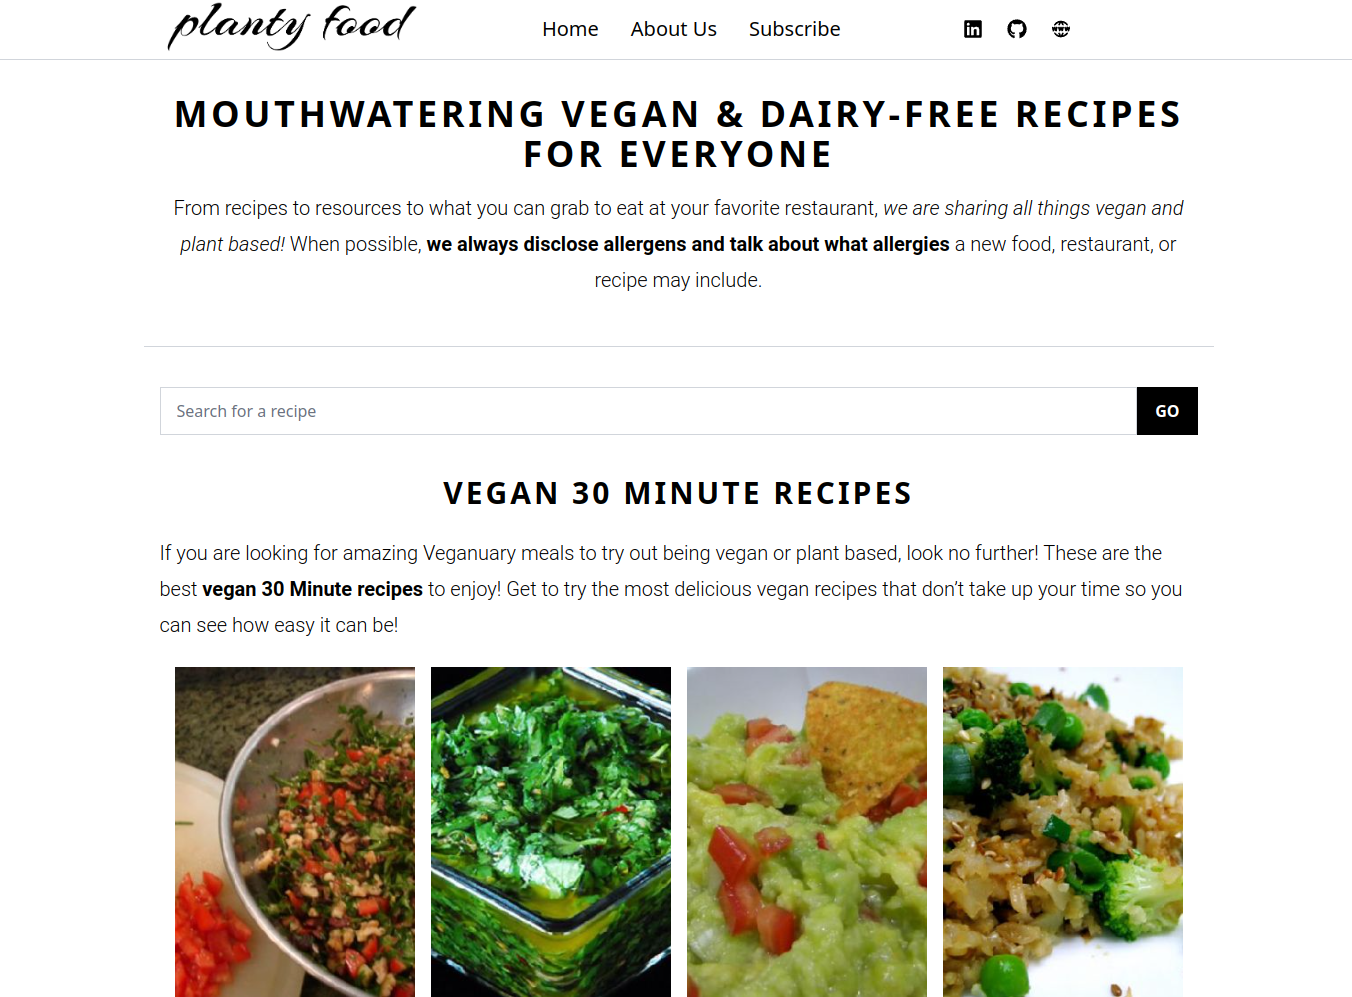 planty food
Home About Us Subscribe
MOUTHWATERING VEGAN & DAIRY-FREE RECIPES
FOR EVERYONE
From recipes to resources to what you can grab to eat at your favorite restaurant, we are sharing all things vegan and
plant based! When possible, we always disclose allergens and talk about what allergies a new food, restaurant, or
recipe may include.
Search for a recipe GO
VEGAN 30 MINUTE RECIPES
If you are looking for amazing Veganuary meals to try out being vegan or plant based, look no further! These are the
best vegan 30 Minute recipes to enjoy! Get to try the most delicious vegan recipes that don’t take up your time so you
can see how easy it can be!